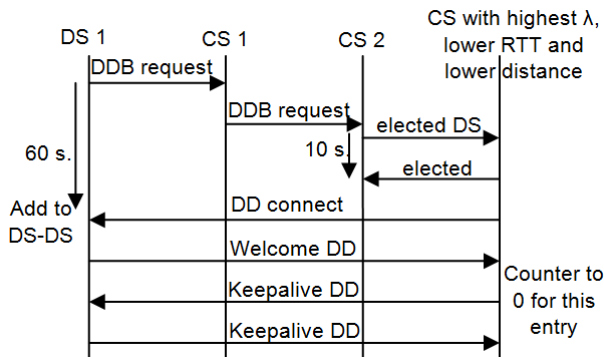 DS 1
CS 1
CS 2
CS with highest λ,
lower RTT and
lower distance
DDB request
DDB request
elected DS
60 s.
10 s.
elected
Add to
DS-DS
DD connect
Welcome DD
Keepalive DD
Counter to
0 for this
entry
Keepalive DD